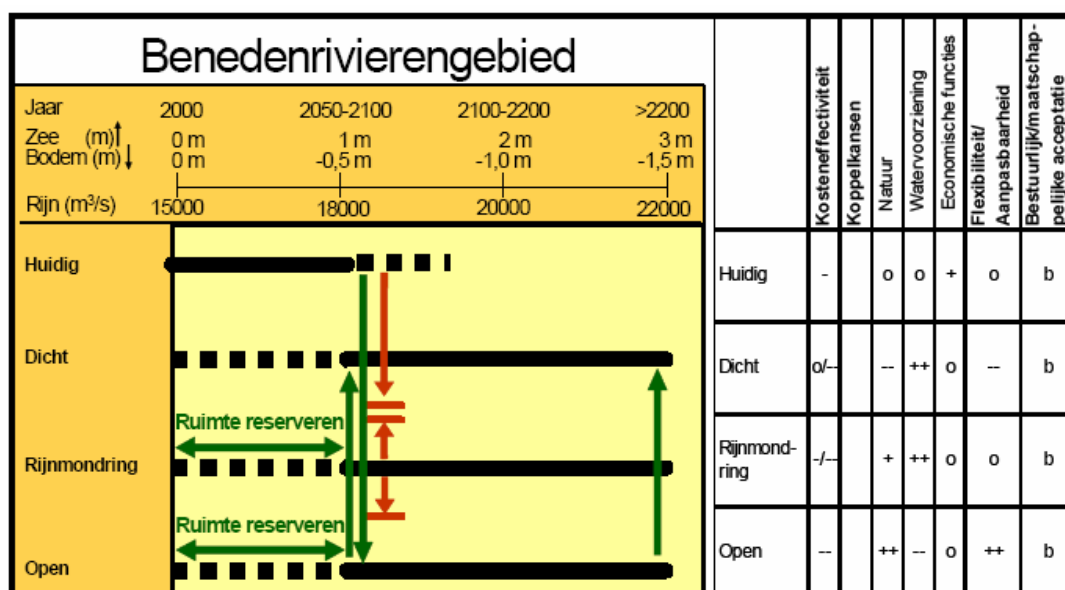 Benedenrivierengebied
Jaar 2000 2050-2100 2100-2200 >2200
Zee (m) 0 m 1 m 2 m 3 m
Bodem (m) 0 m -0,5 m -1,0 m -1,5 m
Rijn (m³/s) 15000 18000 20000 22000
Kosteneffectiviteit
Koppelkansen
Natuur
Watervoorziening
Economische functies
Flexibiliteit/
Aanpasbaarheid
Bestuurlijk/maatschap-
pelijke acceptatie
Huidig
Dicht
Ruimte reserveren
Rijnmondring
Ruimte reserveren
Open
Huidig - o o + o b
Dicht o/-- -- ++ o -- b
Rijnmond-
ring -/-- + ++ o o b
Open -- ++ -- o ++ b